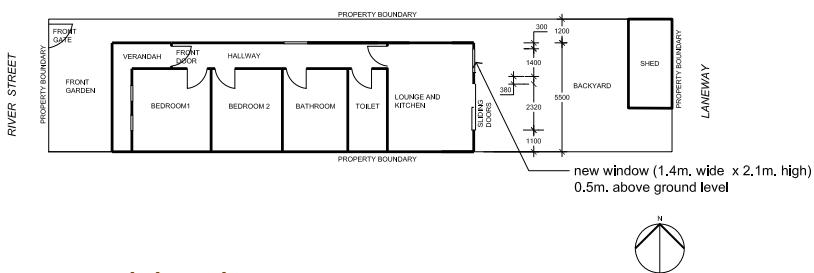 PROPERTY BOUNDARY
FRONT
GATE
RIVER STREET
PROPERTY BOUNDARY
FRONT
GARDEN
VERANDAH
FRONT
DOOR
HALLWAY
BEDROOM1
BEDROOM 2
BATHROOM
TOILET
LOUNGE AND
KITCHEN
SLIDING
DOORS
300
1200
1400
380
2320
5500
1100
BACKYARD
SHED
PROPERTY BOUNDARY
LANEWAY
PROPERTY BOUNDARY
new window (1.4m. wide x 2.1m. high)
0.5m. above ground level
N